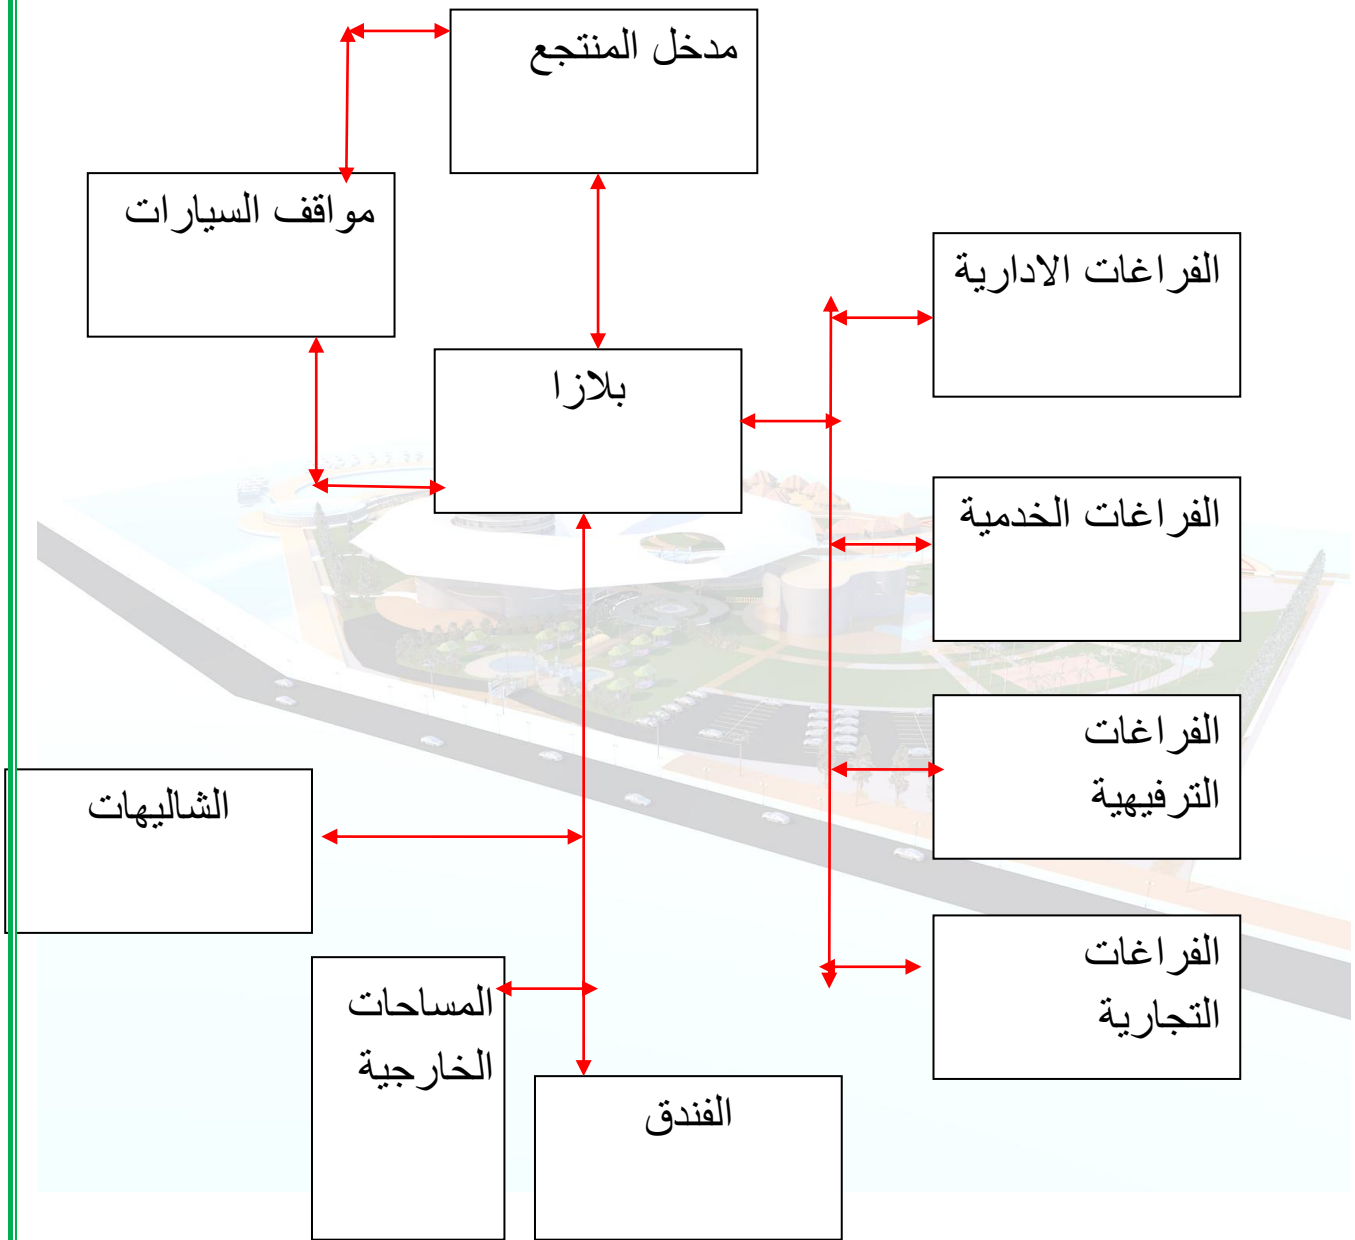 مدخل المنتجع
مواقف السيارات
الفراغات الادارية
بلازا
الفراغات الخدمية
الفراغات
الترفيهية
الشاليهات
الفراغات
التجارية
المساحات
الخارجية
الفندق